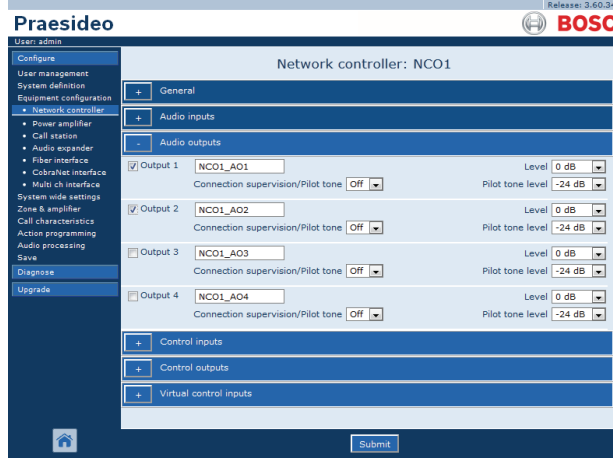 Release: 3.60.34
Praesideo
BOSC
User: admin
Configure
User management
System definition
Equipment configuration
• Network controller
• Power amplifier
• Call station
• Audio expander
• Fiber interface
• CobraNet interface
• Multi ch interface
System wide settings
Zone & amplifier
Call characteristics
Action programming
Audio processing
Save
Diagnose
Upgrade
Network controller: NCO1
+ General
+ Audio inputs
- Audio outputs
Output 1 NCO1_AO1 Level 0 dB
Connection supervision/Pilot tone Off Pilot tone level -24 dB
Output 2 NCO1_AO2 Level 0 dB
Connection supervision/Pilot tone Off Pilot tone level -24 dB
Output 3 NCO1_AO3 Level 0 dB
Connection supervision/Pilot tone Off Pilot tone level -24 dB
Output 4 NCO1_AO4 Level 0 dB
Connection supervision/Pilot tone Off Pilot tone level -24 dB
+ Control inputs
+ Control outputs
+ Virtual control inputs
Submit